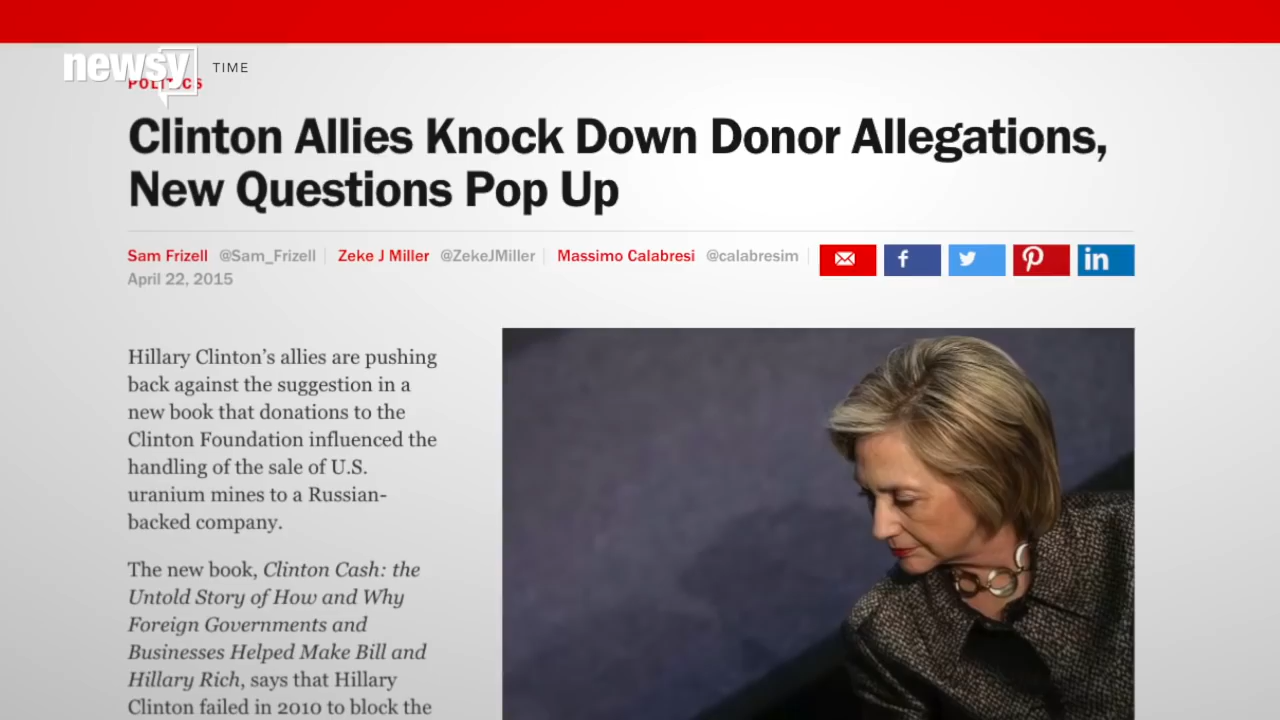 newsy TIME
POLITICS
Clinton Allies Knock Down Donor Allegations,
New Questions Pop Up
Sam Frizell @Sam_Frizell Zeke J Miller @ZekeJMiller Massimo Calabresi @calabresim
April 22, 2015
Hillary Clinton’s allies are pushing
back against the suggestion in a
new book that donations to the
Clinton Foundation influenced the
handling of the sale of U.S.
uranium mines to a Russian-
backed company.
The new book, Clinton Cash: the
Untold Story of How and Why
Foreign Governments and
Businesses Helped Make Bill and
Hillary Rich, says that Hillary
Clinton failed in 2010 to block the